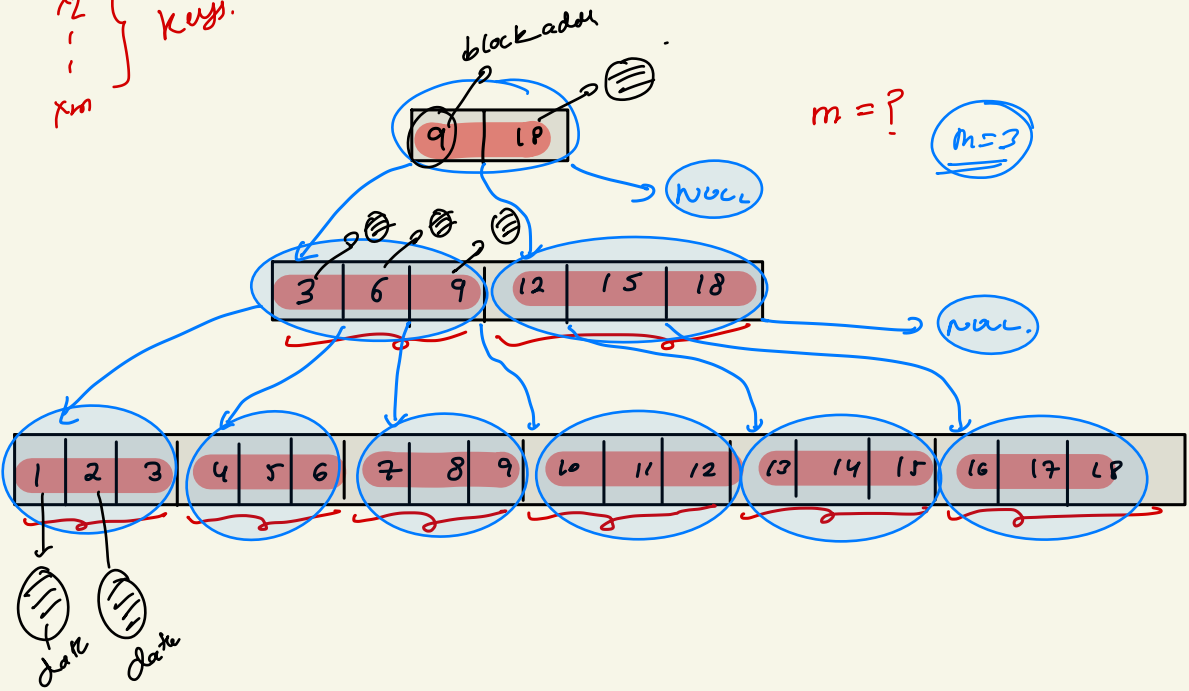 x2
}
keys.
xm
block addr
9 18
m = ?
m=3
NULL
3 6 9 12 15 18
NULL.
1 2 3 4 5 6 7 8 9 10 11 12 13 14 15 16 17 18
data
data